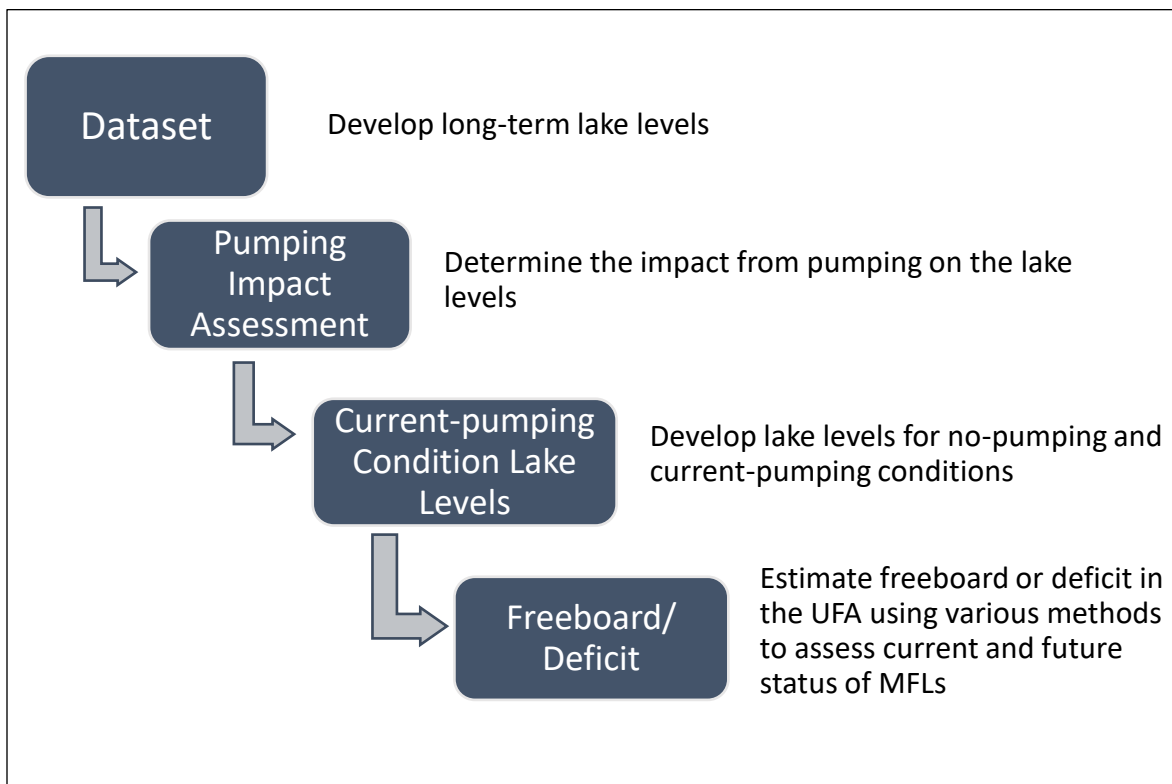 Dataset
Develop long-term lake levels
Pumping
Impact
Assessment
Determine the impact from pumping on the lake
levels
Current-pumping
Condition Lake
Levels
Develop lake levels for no-pumping and
current-pumping conditions
Freeboard/
Deficit
Estimate freeboard or deficit in
the UFA using various methods
to assess current and future
status of MFLs